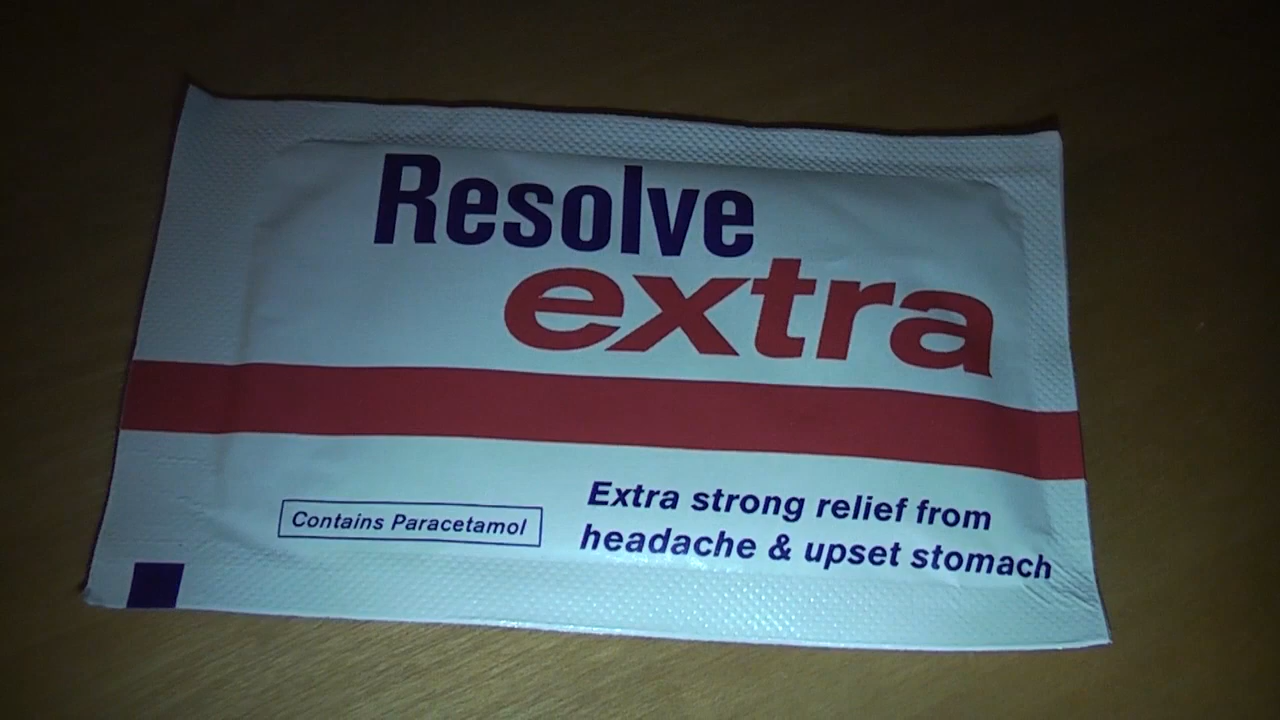 Resolve
extra
Contains Paracetamol
Extra strong relief from
headache & upset stomach